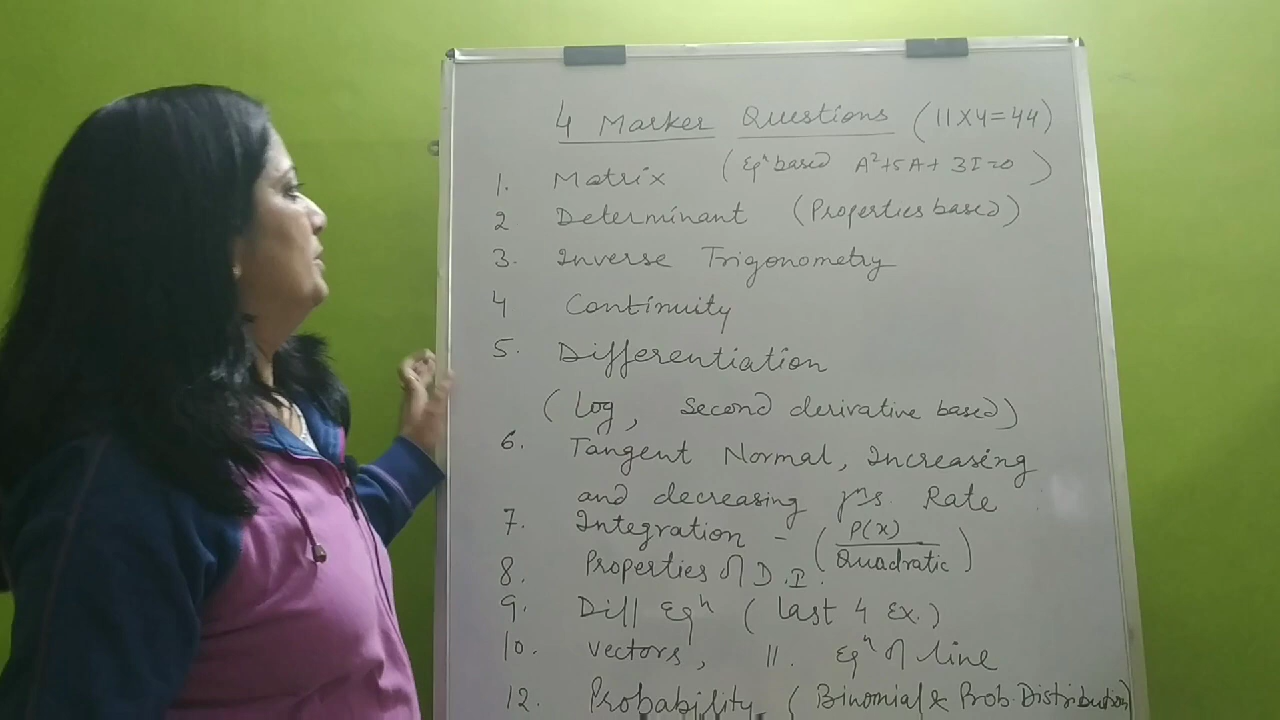 4 Marker Questions (11X4=44)
1. Matrix (Eqⁿ based A²+5A+3I=0)
2 Determinant (Properties based)
3. Inverse Trigonometry
4 Continuity
5. Differentiation
(Log, Second derivative based)
6. Tangent Normal, Increasing
and decreasing fⁿs. Rate
7. Integration - (P(x)/Quadratic)
8. Properties of D.I.
9. Diff Eqⁿ (last 4 Ex.)
10. Vectors, 11. Eqⁿ of line
12. Probability (Binomial & Prob. Distribution)